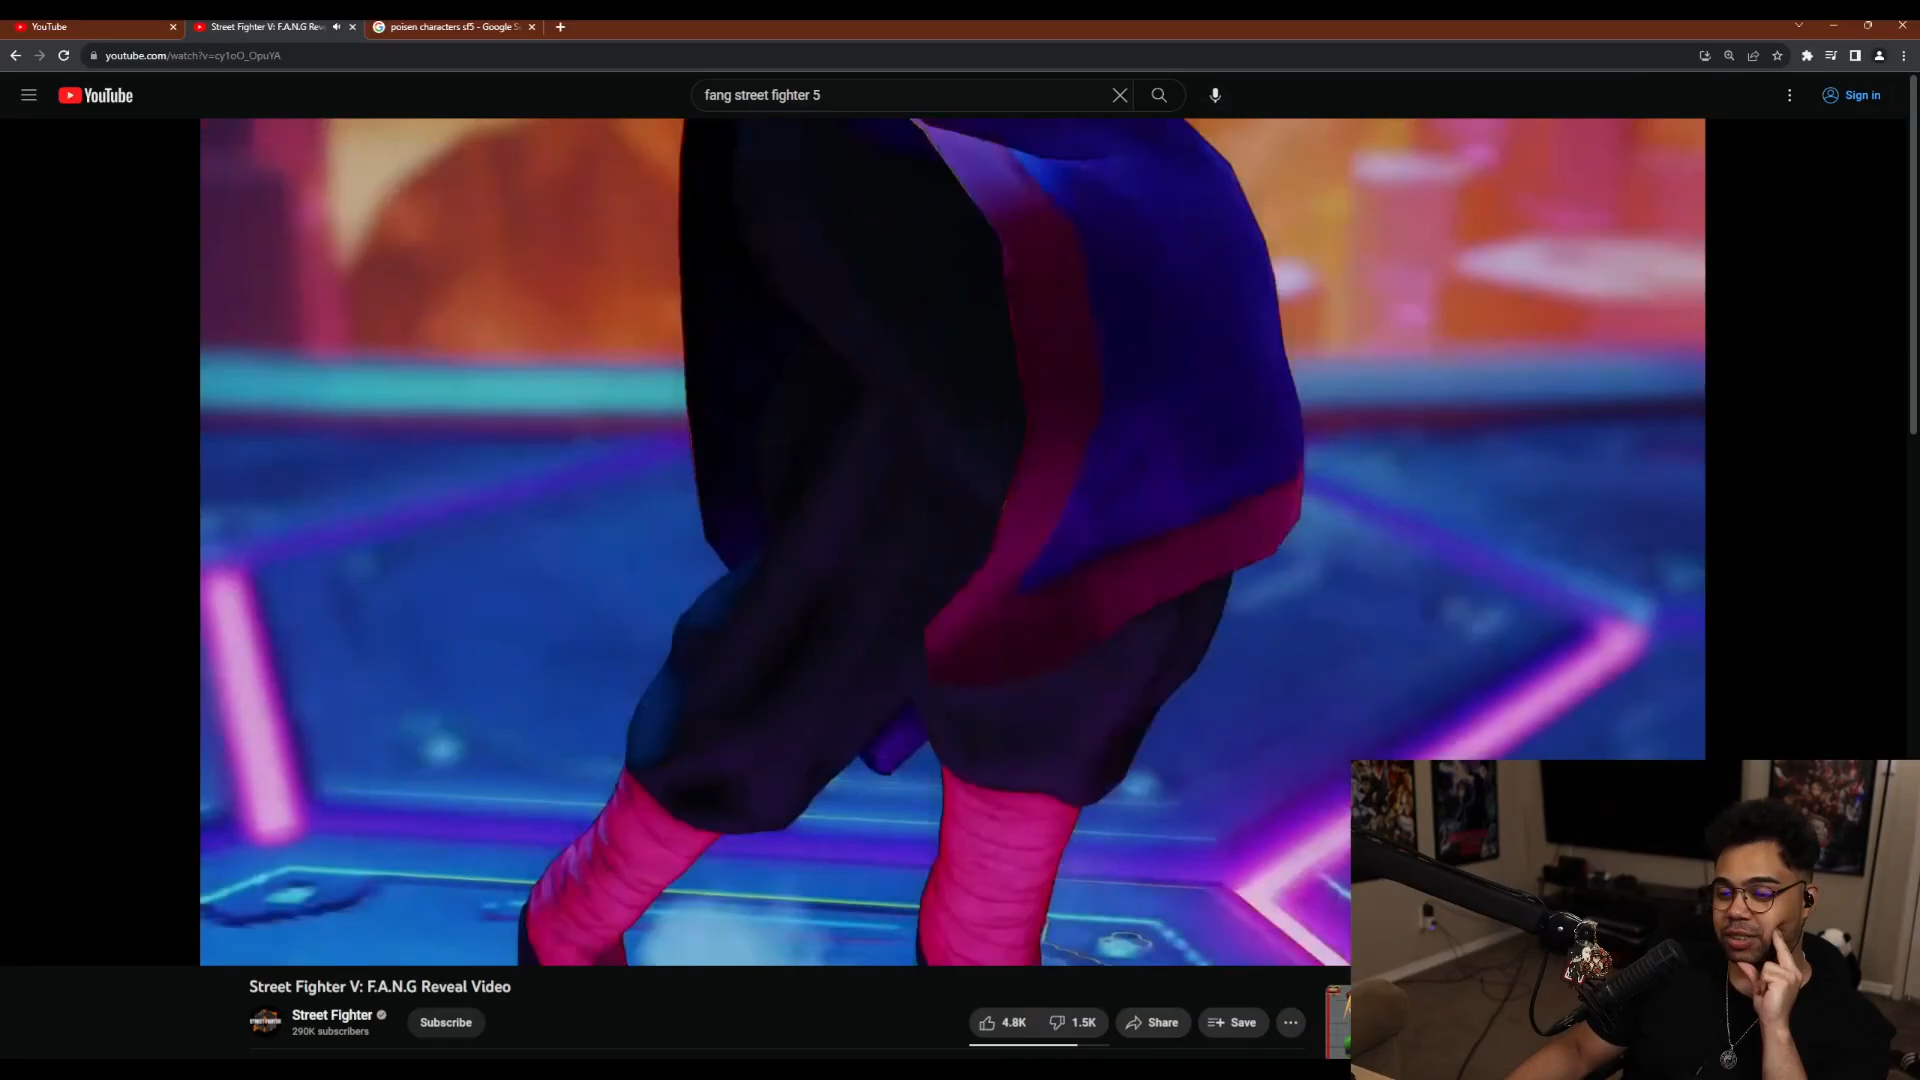 YouTube
Street Fighter V: F.A.N.G Rev
poisen characters sf5 - Google S
youtube.com/watch?v=cy1oO_OpuYA
YouTube
fang street fighter 5
Sign in
Street Fighter V: F.A.N.G Reveal Video
Street Fighter
290K subscribers
Subscribe
4.8K
1.5K
Share
Save